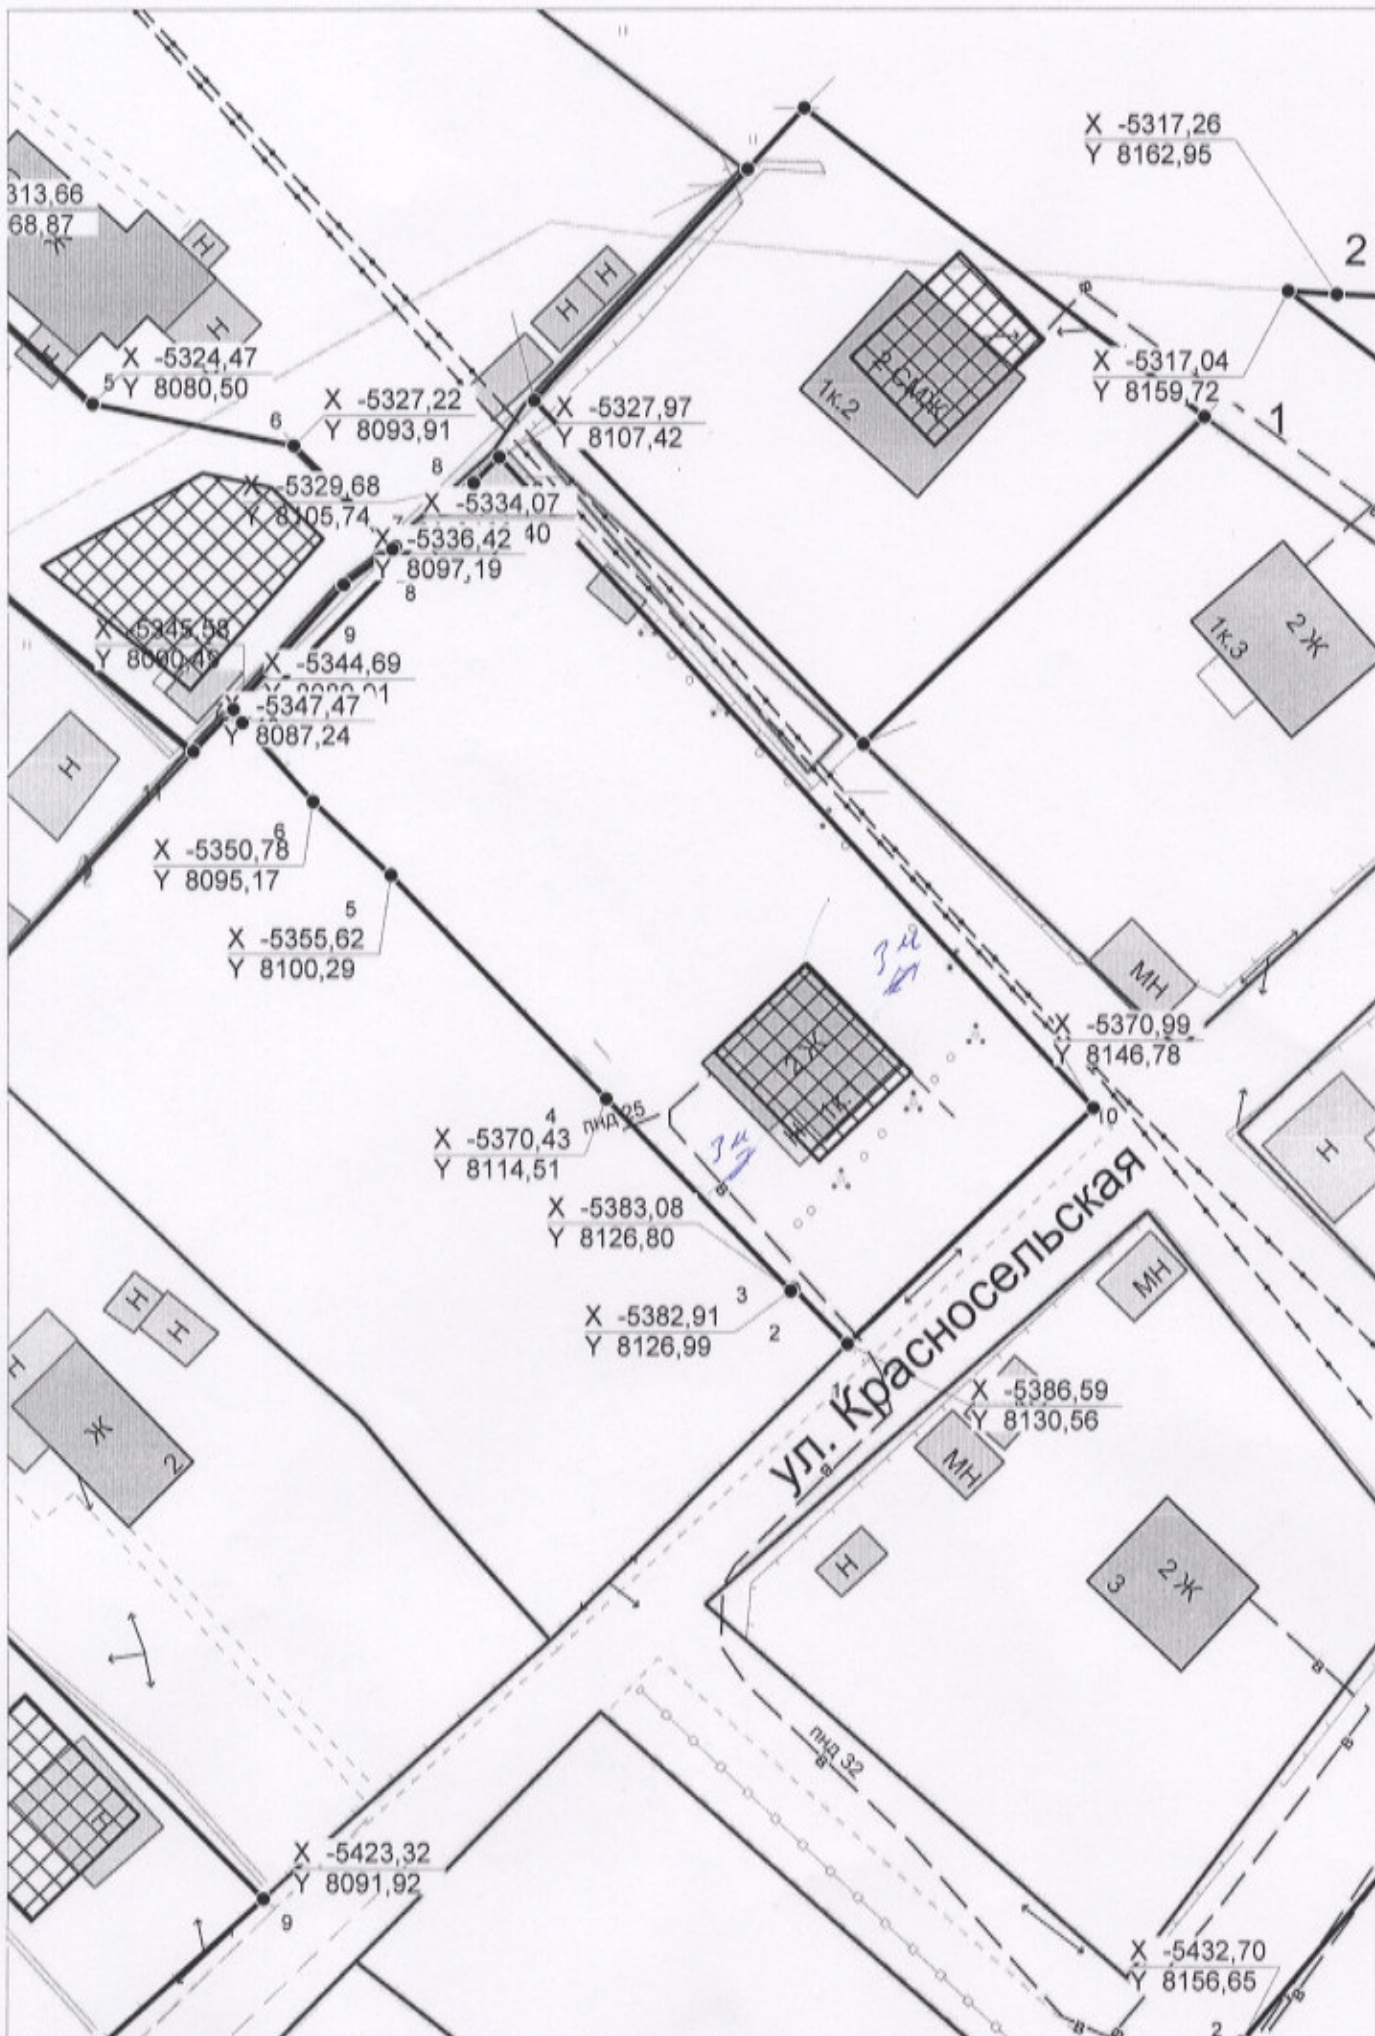 X -5317,26
Y 8162,95
313,66
68,87
Ж
Н
Н
Н
2
Н
Н
X -5324,47
Y 8080,50
5
6
X -5327,22
Y 8093,91
X -5327,97
Y 8107,42
2 СМЖ
1к.2
в
X -5317,04
Y 8159,72
1
8
X -5329,68
Y 8105,74
X -5334,07
40
X -5336,42
Y 8097,19
8
1к.3
2 Ж
X -5345,58
9
X -5344,69
X -5347,47
Y 8087,24
Н
11
6
X -5350,78
Y 8095,17
5
X -5355,62
Y 8100,29
3 м
МН
X -5370,99
Y 8146,78
2 Ж
1к.
10
4
пнд 25
X -5370,43
Y 8114,51
3 м
в
Н
X -5383,08
Y 8126,80
3
X -5382,91
Y 8126,99
2
МН
ул. Красносельская
1
X -5386,59
Y 8130,56
Н
Н
Н
Ж
2
МН
в
Н
2 Ж
3
в
пнд 32
в
в
Н
X -5423,32
Y 8091,92
9
X -5432,70
Y 8156,65
в
в
2